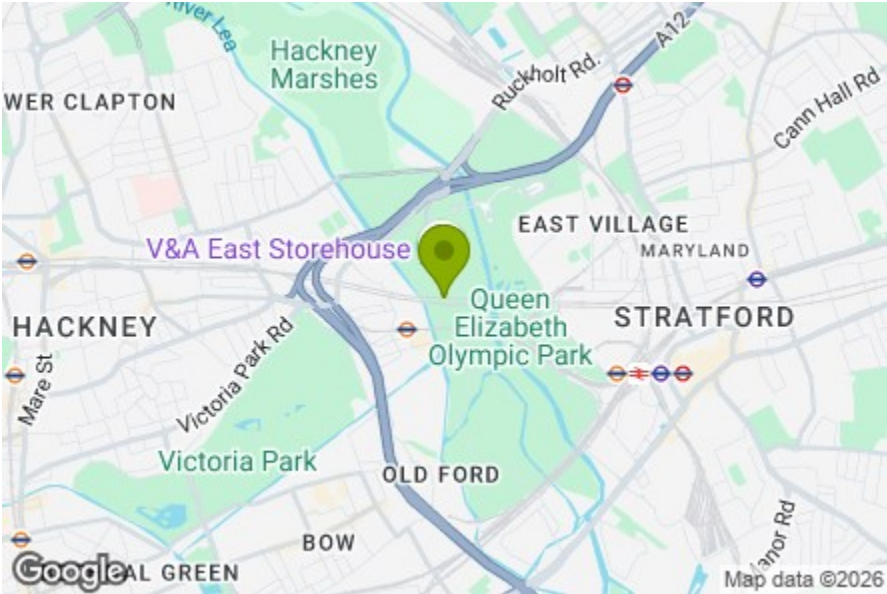 River Lea
Hackney
Marshes
A12
Ruckholt Rd.
WER CLAPTON
Cann Hall Rd
EAST VILLAGE
V&A East Storehouse
MARYLAND
Queen
Elizabeth
Olympic Park
STRATFORD
HACKNEY
Mare St
Victoria Park Rd
Victoria Park
OLD FORD
BOW
Manor Rd
Google
AL GREEN
Map data ©2026